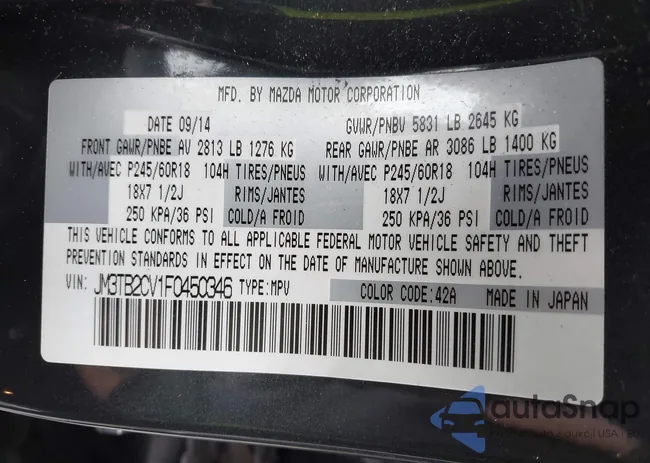 MFD. BY MAZDA MOTOR CORPORATION
DATE 09/14 GVWR/PNBV 5831 LB 2645 KG
FRONT GAWR/PNBE AV 2813 LB 1276 KG REAR GAWR/PNBE AR 3086 LB 1400 KG
WITH/AVEC P245/60R18 104H TIRES/PNEUS WITH/AVEC P245/60R18 104H TIRES/PNEUS
18X7 1/2J RIMS/JANTES 18X7 1/2J RIMS/JANTES
250 KPA/36 PSI COLD/A FROID 250 KPA/36 PSI COLD/A FROID
THIS VEHICLE CONFORMS TO ALL APPLICABLE FEDERAL MOTOR VEHICLE SAFETY AND THEFT
PREVENTION STANDARDS IN EFFECT ON THE DATE OF MANUFACTURE SHOWN ABOVE.
VIN: JM3TB2CV1F0450346 TYPE:MPV COLOR CODE:42A MADE IN JAPAN
AutaSnap